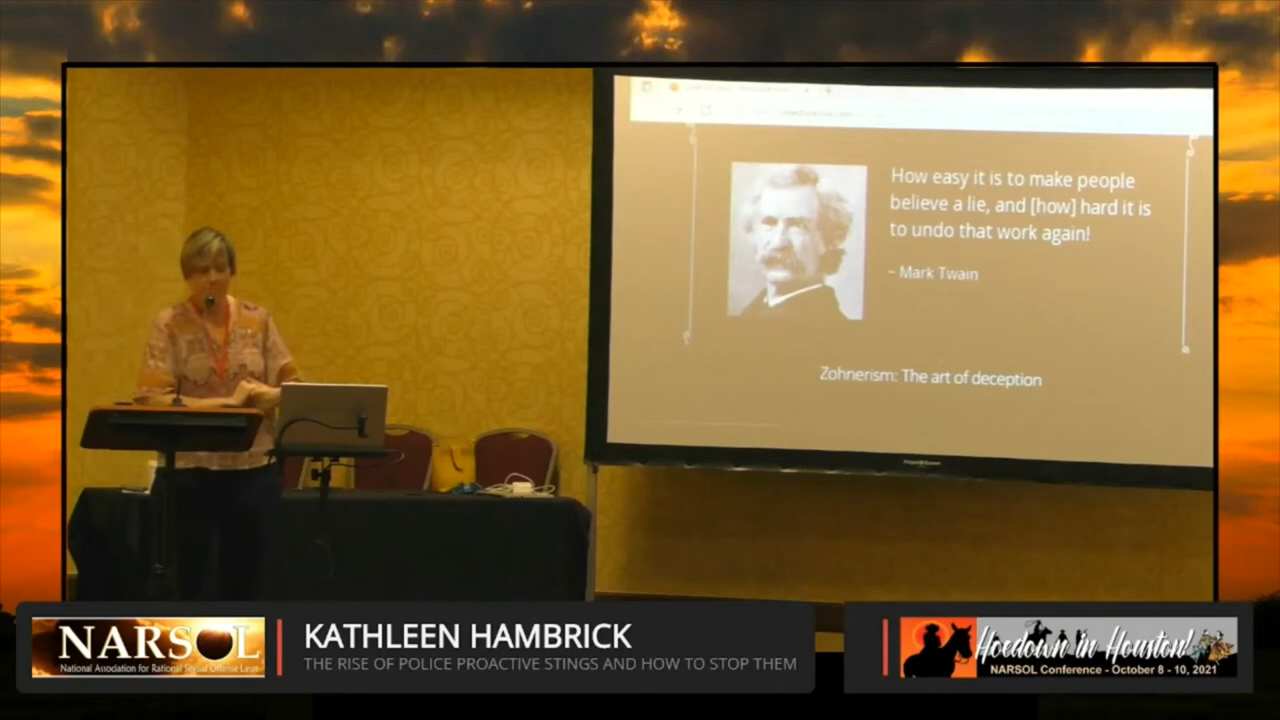 How easy it is to make people
believe a lie, and [how] hard it is
to undo that work again!
~ Mark Twain
Zohnerism: The art of deception
NARSOL
National Association for Rational Sexual Offense Laws
KATHLEEN HAMBRICK
THE RISE OF POLICE PROACTIVE STINGS AND HOW TO STOP THEM
Hoedown in Houston!
NARSOL Conference - October 8 - 10, 2021